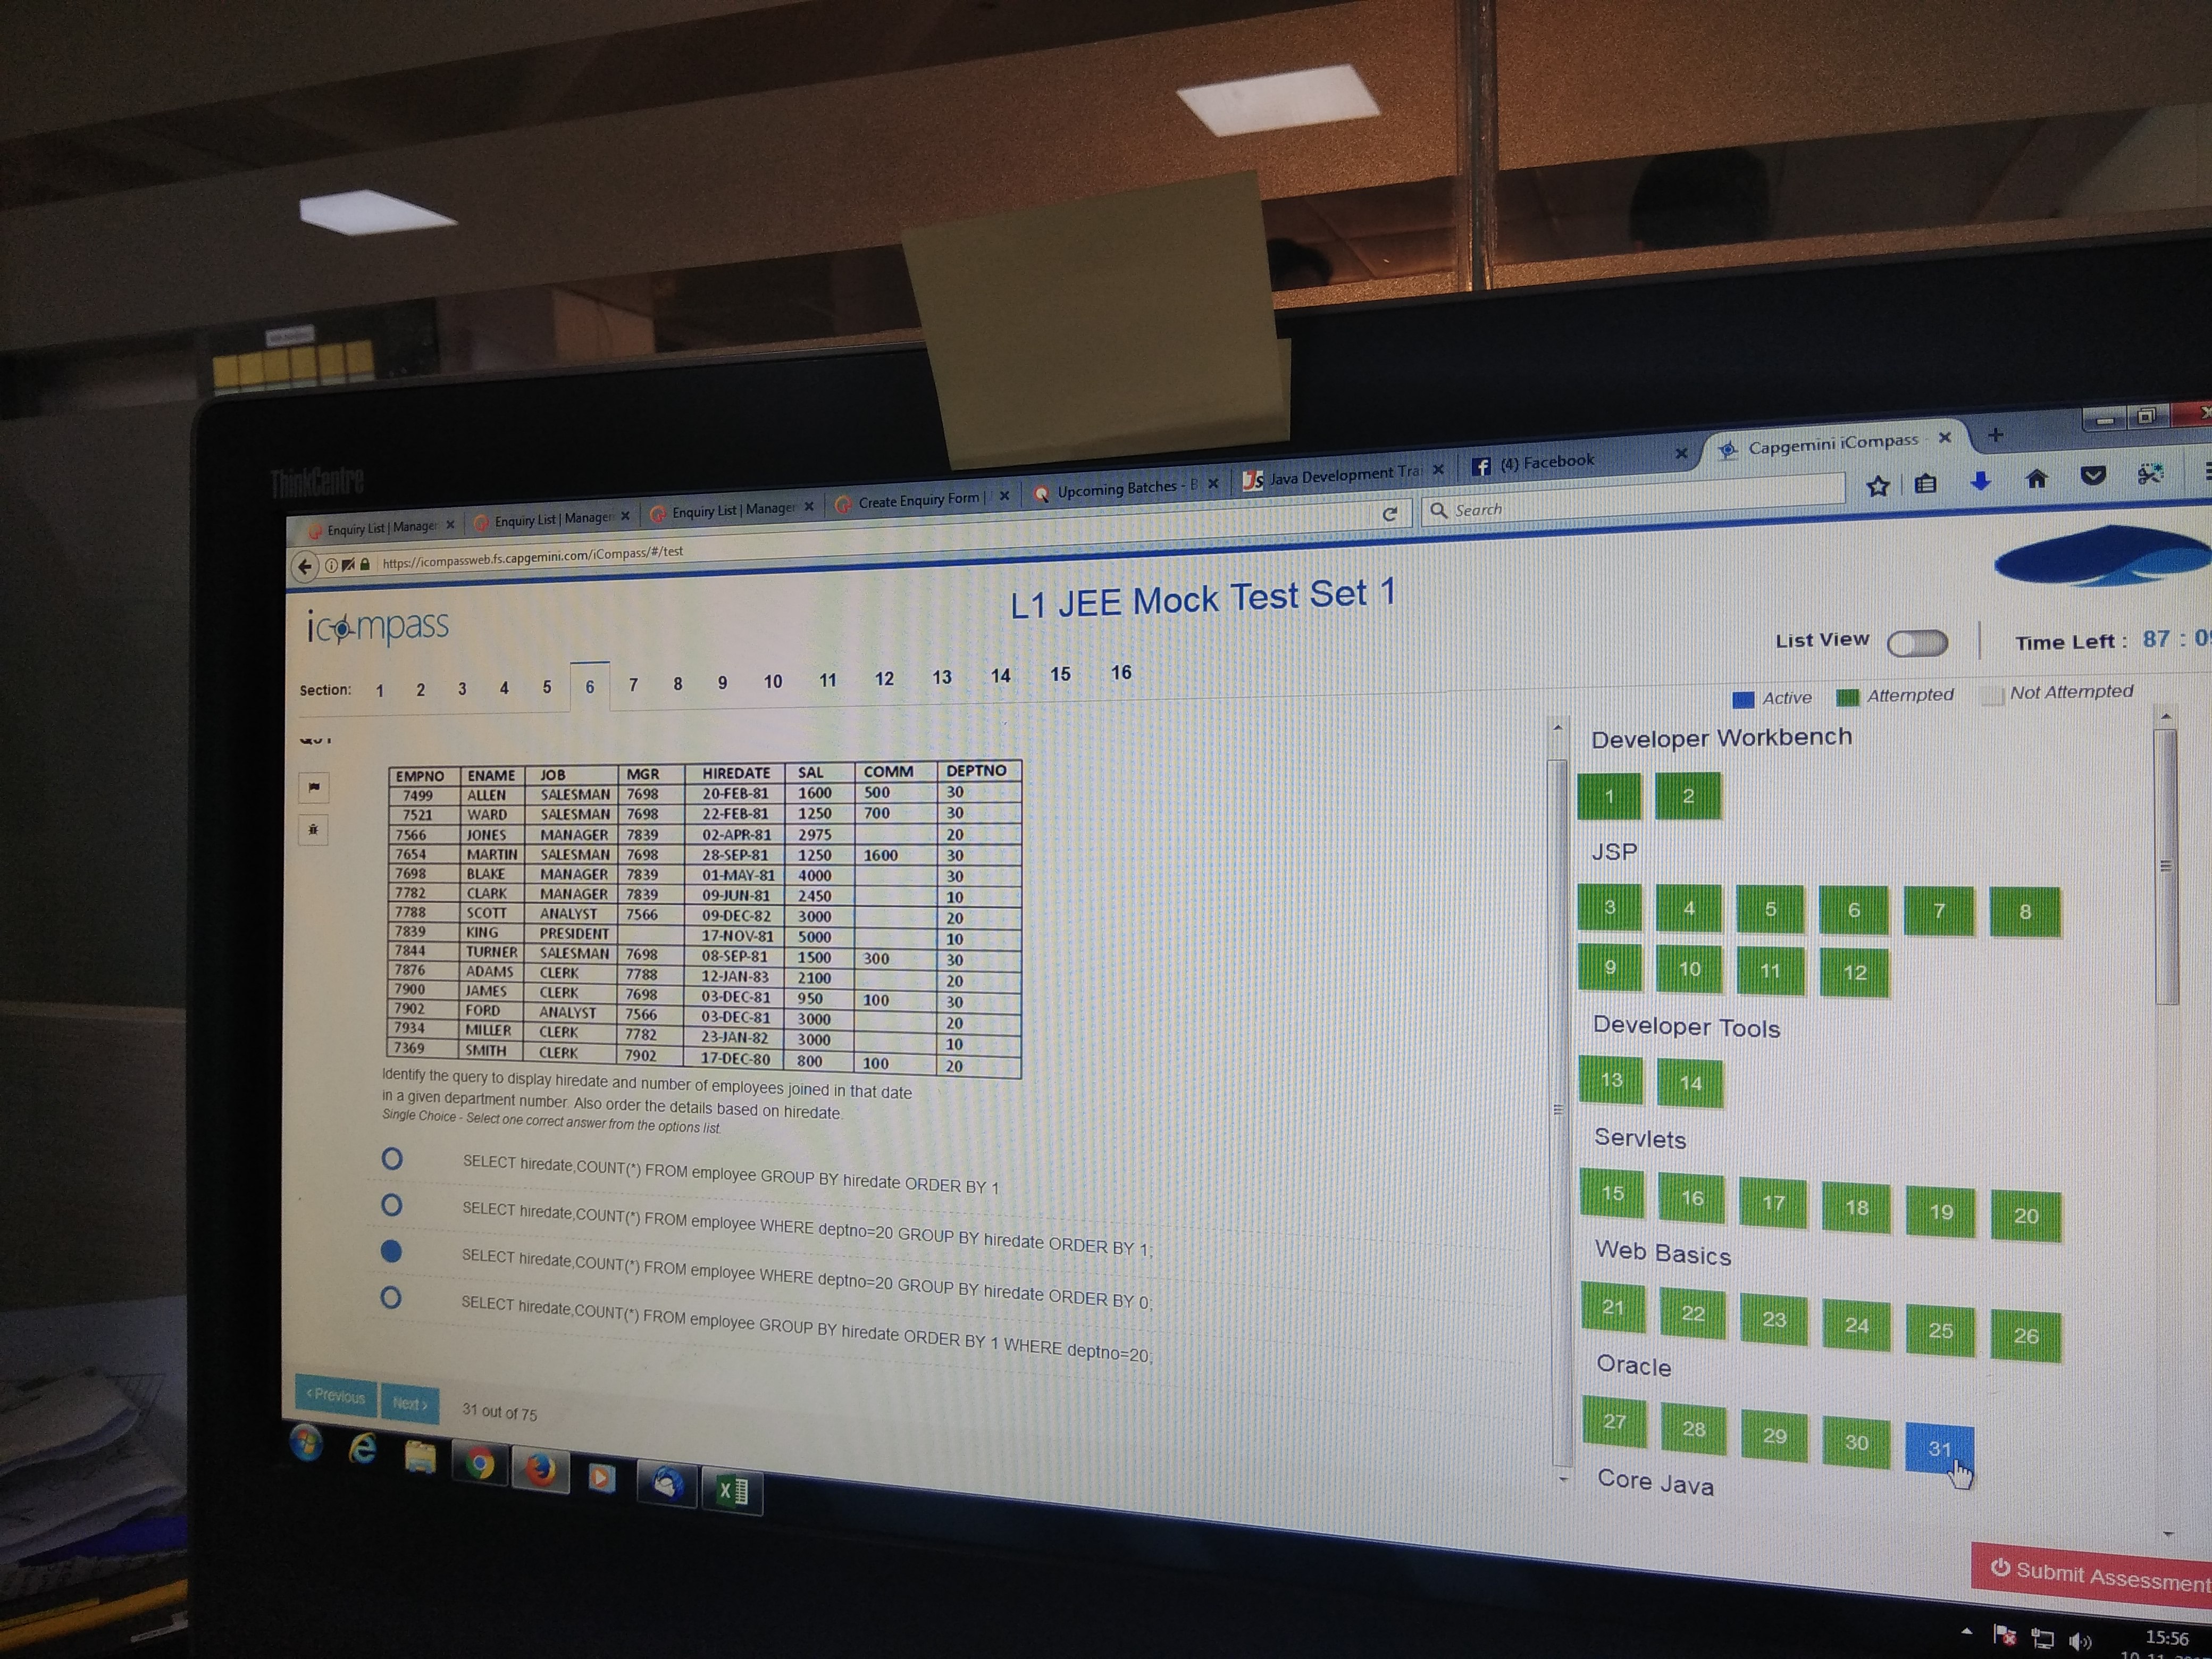 ThinkCentre
Enquiry List | Manager
Enquiry List | Manager
Enquiry List | Manager
Create Enquiry Form |
Upcoming Batches - B
Java Development Tra
(4) Facebook
Capgemini iCompass
https://icompassweb.fs.capgemini.com/iCompass/#/test
Search
icompass
L1 JEE Mock Test Set 1
List View
Time Left : 87 :
Section: 1 2 3 4 5 6 7 8 9 10 11 12 13 14 15 16
Active Attempted Not Attempted
EMPNO ENAME JOB MGR HIREDATE SAL COMM DEPTNO
7499 ALLEN SALESMAN 7698 20-FEB-81 1600 500 30
7521 WARD SALESMAN 7698 22-FEB-81 1250 700 30
7566 JONES MANAGER 7839 02-APR-81 2975 20
7654 MARTIN SALESMAN 7698 28-SEP-81 1250 1600 30
7698 BLAKE MANAGER 7839 01-MAY-81 4000 30
7782 CLARK MANAGER 7839 09-JUN-81 2450 10
7788 SCOTT ANALYST 7566 09-DEC-82 3000 20
7839 KING PRESIDENT 17-NOV-81 5000 10
7844 TURNER SALESMAN 7698 08-SEP-81 1500 300 30
7876 ADAMS CLERK 7788 12-JAN-83 2100 20
7900 JAMES CLERK 7698 03-DEC-81 950 100 30
7902 FORD ANALYST 7566 03-DEC-81 3000 20
7934 MILLER CLERK 7782 23-JAN-82 3000 10
7369 SMITH CLERK 7902 17-DEC-80 800 100 20
Identify the query to display hiredate and number of employees joined in that date
in a given department number. Also order the details based on hiredate.
Single Choice - Select one correct answer from the options list.
SELECT hiredate,COUNT(*) FROM employee GROUP BY hiredate ORDER BY 1
SELECT hiredate,COUNT(*) FROM employee WHERE deptno=20 GROUP BY hiredate ORDER BY 1;
SELECT hiredate,COUNT(*) FROM employee WHERE deptno=20 GROUP BY hiredate ORDER BY 0;
SELECT hiredate,COUNT(*) FROM employee GROUP BY hiredate ORDER BY 1 WHERE deptno=20;
< Previous
Next >
31 out of 75
Developer Workbench
1 2
JSP
3 4 5 6 7 8
9 10 11 12
Developer Tools
13 14
Servlets
15 16 17 18 19 20
Web Basics
21 22 23 24 25 26
Oracle
27 28 29 30 31
Core Java
Submit Assessment
15:56